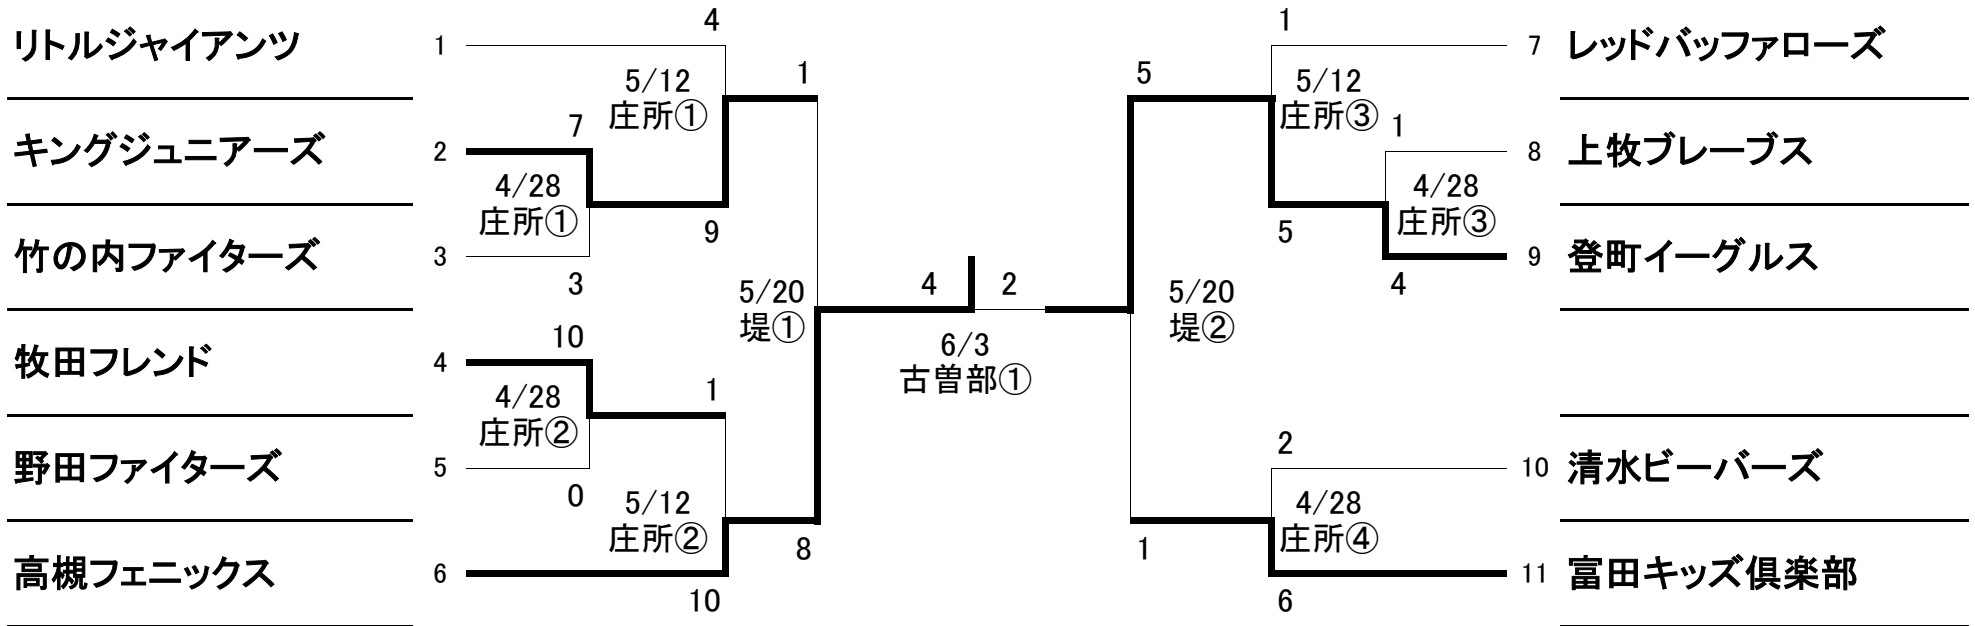 4
1
リトルジャイアンツ
1
7
レッドバッファローズ
5/12
庄所①
1
5
5/12
庄所③
キングジュニアーズ
2
7
1
8
上牧ブレーブス
4/28
庄所①
4/28
庄所③
9
5
竹の内ファイターズ
3
9
登町イーグルス
3
4
5/20
堤①
4
2
5/20
堤②
6/3
古曽部①
10
牧田フレンド
4
4/28
庄所②
1
2
野田ファイターズ
5
10
清水ビーバーズ
0
5/12
庄所②
4/28
庄所④
8
1
高槻フェニックス
6
11
富田キッズ倶楽部
10
6